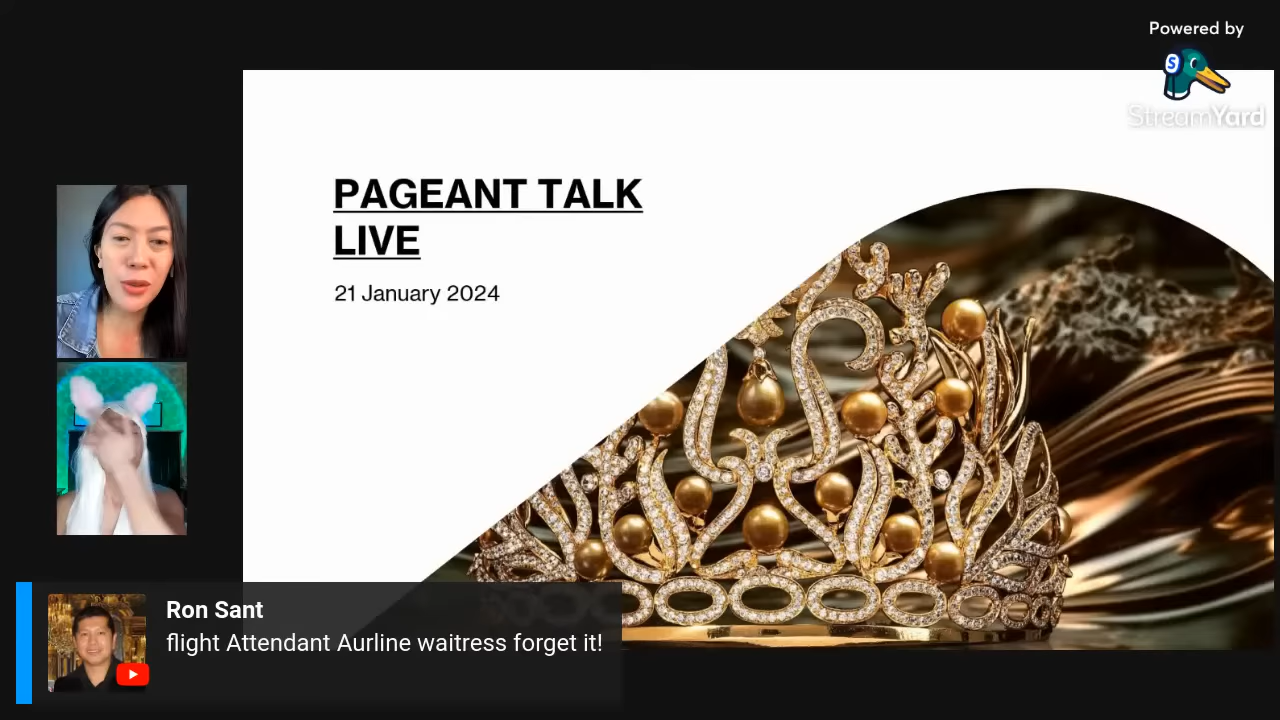 Powered by
S
StreamYard
PAGEANT TALK
LIVE
21 January 2024
Ron Sant
flight Attendant Aurline waitress forget it!